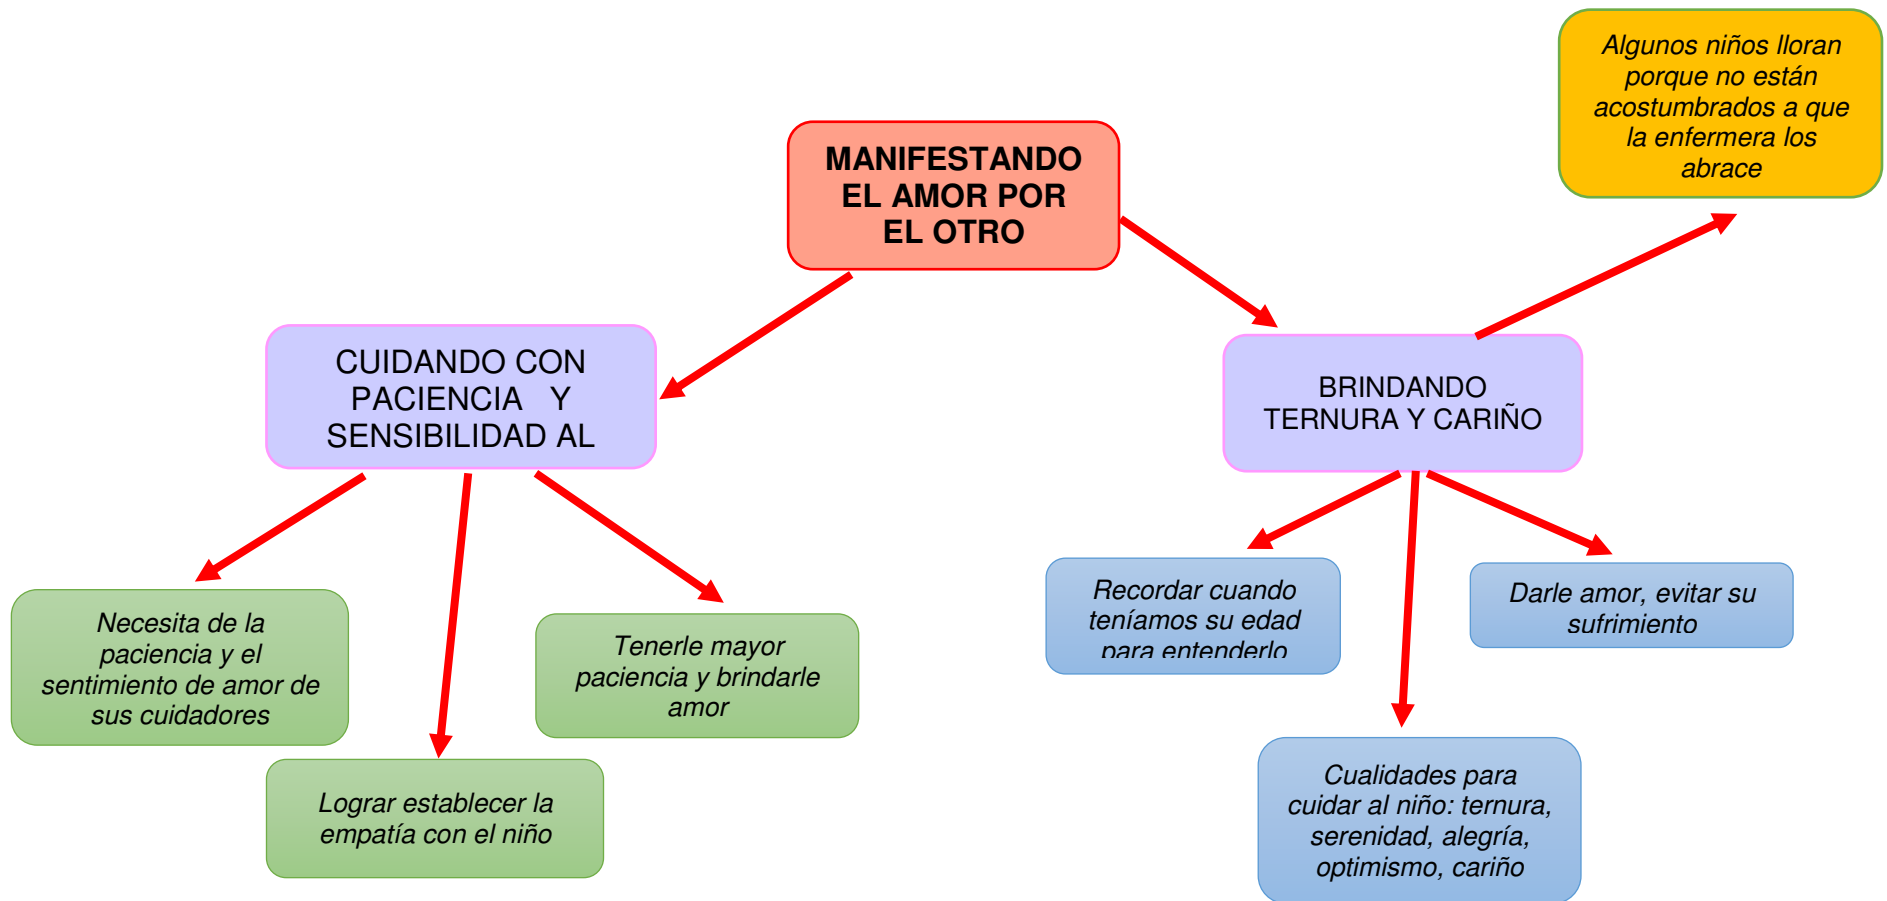 Algunos niños lloran
porque no están
acostumbrados a que
la enfermera los
abrace
MANIFESTANDO
EL AMOR POR
EL OTRO
CUIDANDO CON
PACIENCIA Y
SENSIBILIDAD AL
BRINDANDO
TERNURA Y CARIÑO
Necesita de la
paciencia y el
sentimiento de amor de
sus cuidadores
Lograr establecer la
empatía con el niño
Tenerle mayor
paciencia y brindarle
amor
Recordar cuando
teníamos su edad
para entenderlo
Cualidades para
cuidar al niño: ternura,
serenidad, alegría,
optimismo, cariño
Darle amor, evitar su
sufrimiento